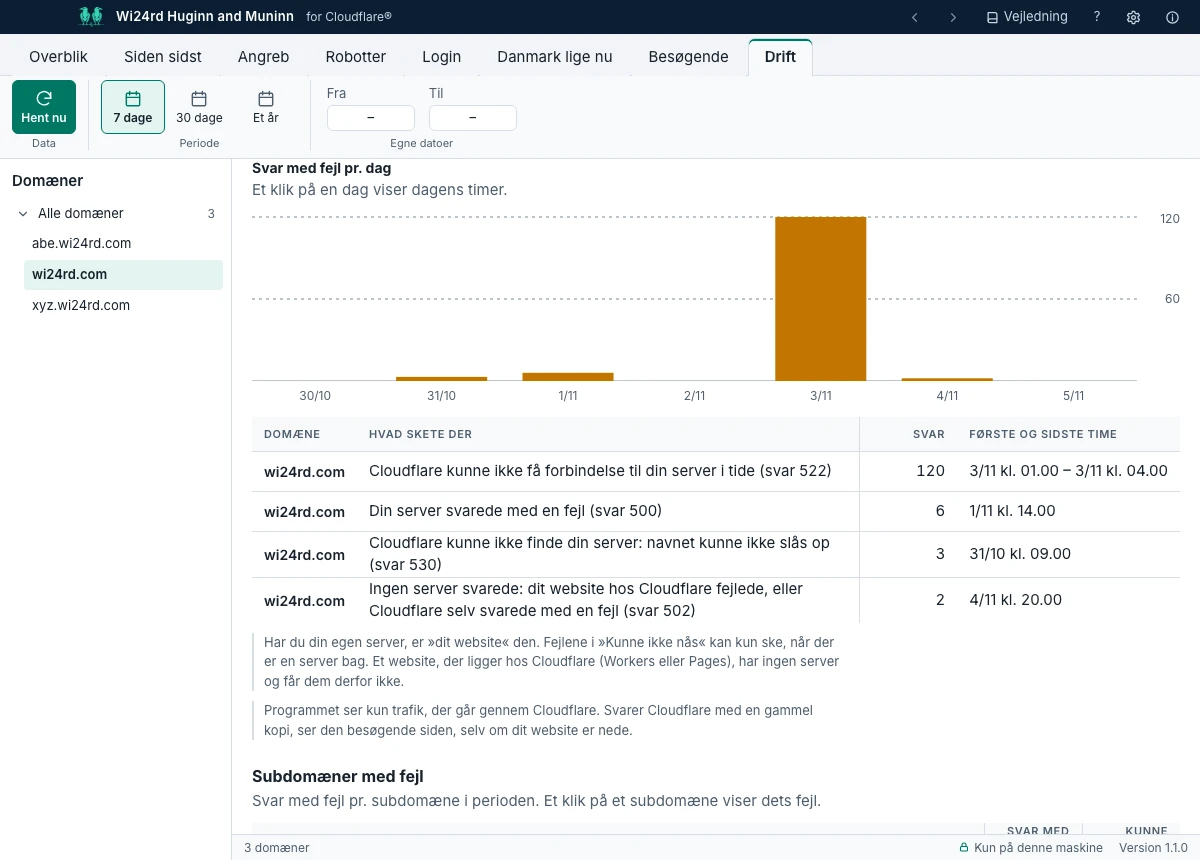 Wi24rd Huginn and Muninn for Cloudflare® Vejledning ?
Overblik Siden sidst Angreb Robotter Login Danmark lige nu Besøgende Drift
Hent nu
Data
7 dage 30 dage Et år
Periode
Fra Til
– –
Egne datoer
Domæner
Alle domæner 3
abe.wi24rd.com
wi24rd.com
xyz.wi24rd.com
Svar med fejl pr. dag
Et klik på en dag viser dagens timer.
120
60
30/10 31/10 1/11 2/11 3/11 4/11 5/11
DOMÆNE HVAD SKETE DER SVAR FØRSTE OG SIDSTE TIME
wi24rd.com Cloudflare kunne ikke få forbindelse til din server i tide (svar 522) 120 3/11 kl. 01.00 – 3/11 kl. 04.00
wi24rd.com Din server svarede med en fejl (svar 500) 6 1/11 kl. 14.00
wi24rd.com Cloudflare kunne ikke finde din server: navnet kunne ikke slås op
(svar 530) 3 31/10 kl. 09.00
wi24rd.com Ingen server svarede: dit website hos Cloudflare fejlede, eller
Cloudflare selv svarede med en fejl (svar 502) 2 4/11 kl. 20.00
Har du din egen server, er »dit website« den. Fejlene i »Kunne ikke nås« kan kun ske, når der
er en server bag. Et website, der ligger hos Cloudflare (Workers eller Pages), har ingen server
og får dem derfor ikke.
Programmet ser kun trafik, der går gennem Cloudflare. Svarer Cloudflare med en gammel
kopi, ser den besøgende siden, selv om dit website er nede.
Subdomæner med fejl
Svar med fejl pr. subdomæne i perioden. Et klik på et subdomæne viser dets fejl.
SVAR MED KUNNE
3 domæner Kun på denne maskine Version 1.1.0